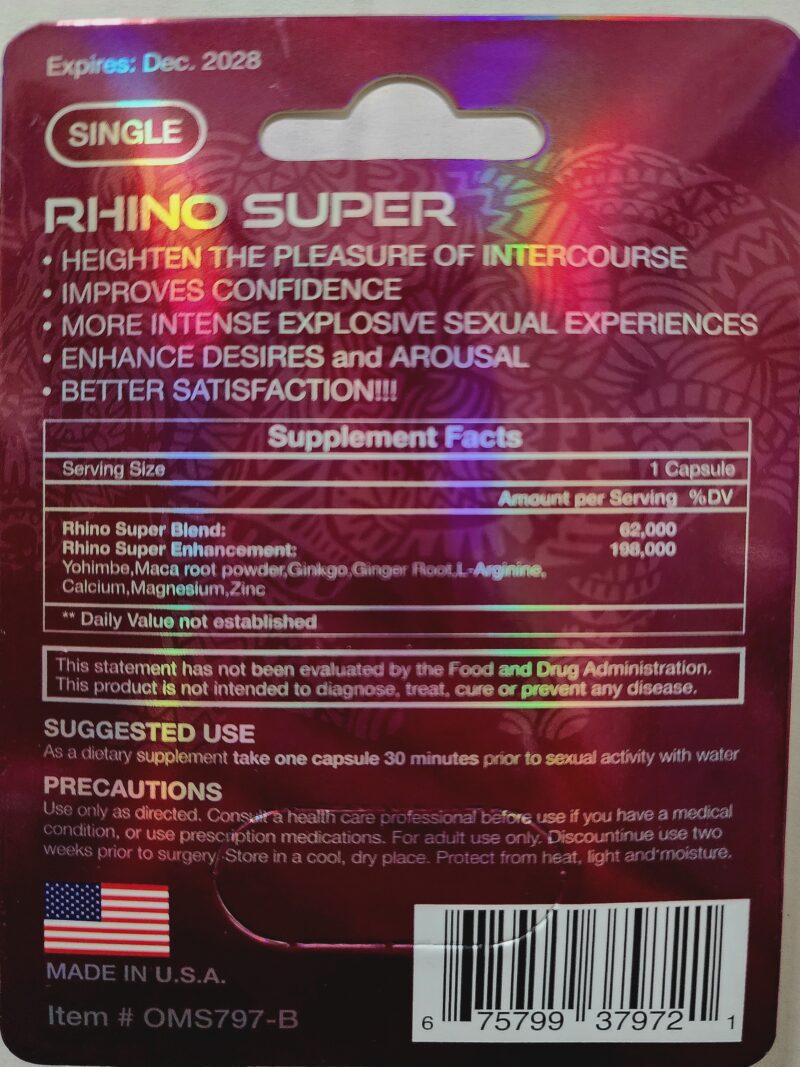 Expires: Dec. 2028
SINGLE
RHINO SUPER
• HEIGHTEN THE PLEASURE OF INTERCOURSE
• IMPROVES CONFIDENCE
• MORE INTENSE EXPLOSIVE SEXUAL EXPERIENCES
• ENHANCE DESIRES and AROUSAL
• BETTER SATISFACTION!!!
Supplement Facts
Serving Size 1 Capsule
Amount per Serving %DV
Rhino Super Blend: 62,000
Rhino Super Enhancement: 198,000
Yohimbe,Maca root powder,Ginkgo,Ginger Root,L-Arginine,
Calcium,Magnesium,Zinc
** Daily Value not established
This statement has not been evaluated by the Food and Drug Administration.
This product is not intended to diagnose, treat, cure or prevent any disease.
SUGGESTED USE
As a dietary supplement take one capsule 30 minutes prior to sexual activity with water
PRECAUTIONS
Use only as directed. Consult a health care professional before use if you have a medical
condition, or use prescription medications. For adult use only. Discountinue use two
weeks prior to surgery. Store in a cool, dry place. Protect from heat, light and moisture.
MADE IN U.S.A.
Item # OMS797-B
6 75799 37972 1